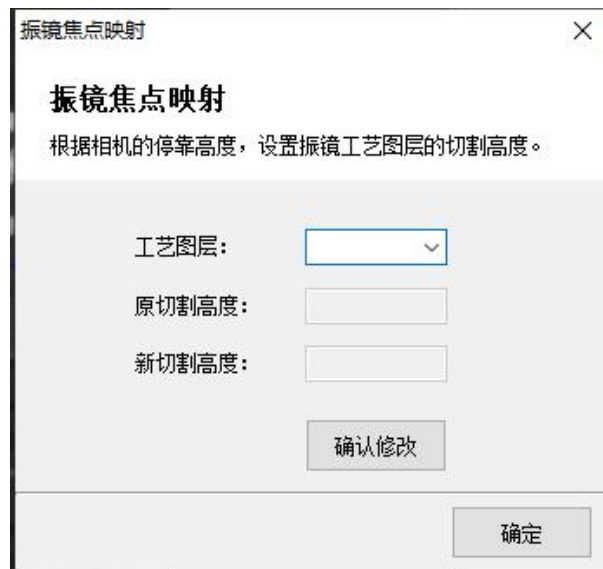 振镜焦点映射
振镜焦点映射
根据相机的停靠高度，设置振镜工艺图层的切割高度。
工艺图层：
原切割高度：
新切割高度：
确认修改
确定